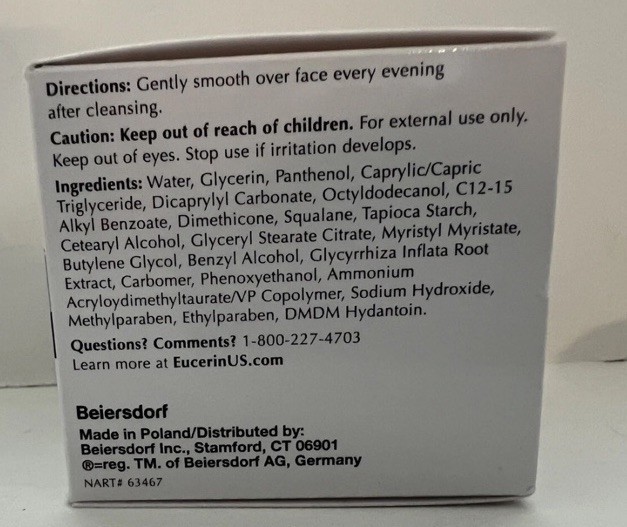 Directions: Gently smooth over face every evening
after cleansing.
Caution: Keep out of reach of children. For external use only.
Keep out of eyes. Stop use if irritation develops.
Ingredients: Water, Glycerin, Panthenol, Caprylic/Capric
Triglyceride, Dicaprylyl Carbonate, Octyldodecanol, C12-15
Alkyl Benzoate, Dimethicone, Squalane, Tapioca Starch,
Cetearyl Alcohol, Glyceryl Stearate Citrate, Myristyl Myristate,
Butylene Glycol, Benzyl Alcohol, Glycyrrhiza Inflata Root
Extract, Carbomer, Phenoxyethanol, Ammonium
Acryloydimethyltaurate/VP Copolymer, Sodium Hydroxide,
Methylparaben, Ethylparaben, DMDM Hydantoin.
Questions? Comments? 1-800-227-4703
Learn more at EucerinUS.com
Beiersdorf
Made in Poland/Distributed by:
Beiersdorf Inc., Stamford, CT 06901
®=reg. TM. of Beiersdorf AG, Germany
NART# 63467